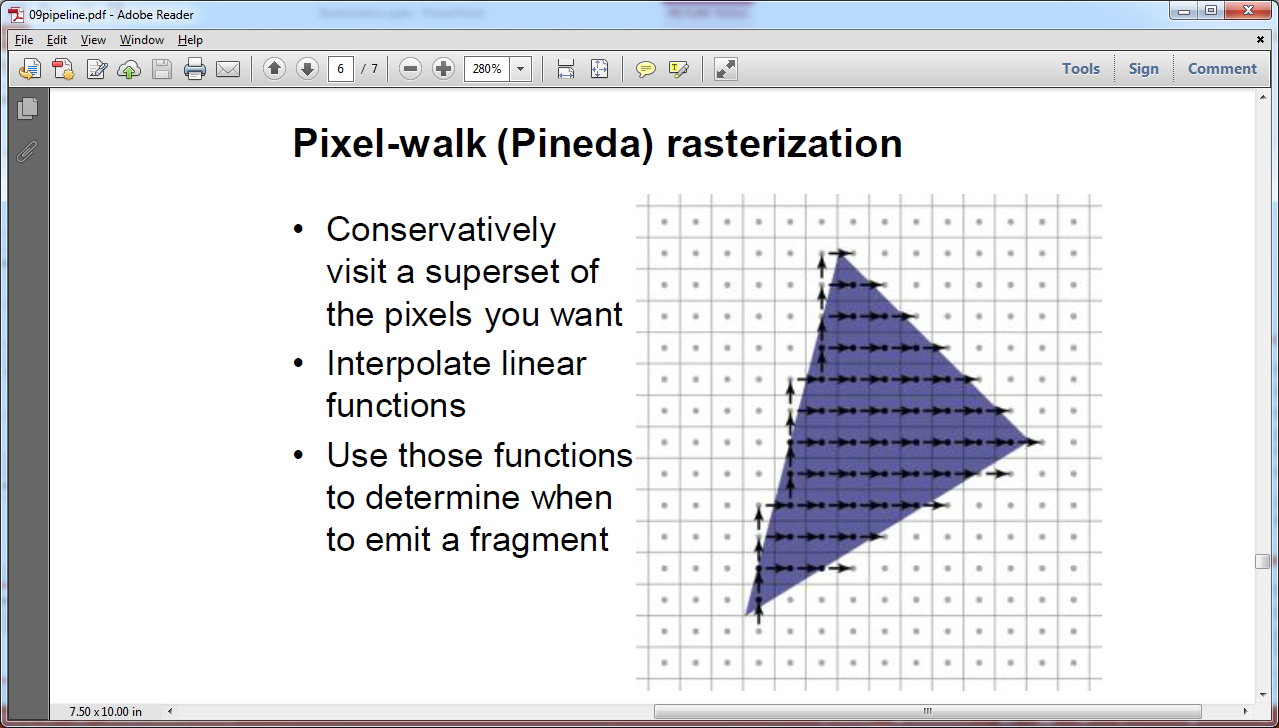 09pipeline.pdf - Adobe Reader
File Edit View Window Help
6 / 7 280% Tools Sign Comment
Pixel-walk (Pineda) rasterization
• Conservatively
visit a superset of
the pixels you want
• Interpolate linear
functions
• Use those functions
to determine when
to emit a fragment
7.50 x 10.00 in